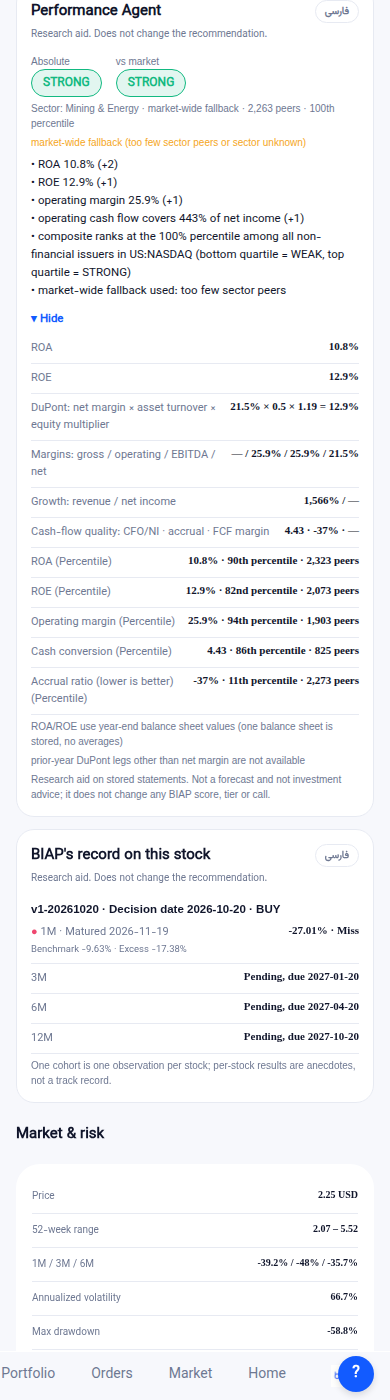 Performance Agent
فارسی
Research aid. Does not change the recommendation.
Absolute
vs market
STRONG
STRONG
Sector: Mining & Energy · market-wide fallback · 2,263 peers · 100th
percentile
market-wide fallback (too few sector peers or sector unknown)
• ROA 10.8% (+2)
• ROE 12.9% (+1)
• operating margin 25.9% (+1)
• operating cash flow covers 443% of net income (+1)
• composite ranks at the 100% percentile among all non-
financial issuers in US:NASDAQ (bottom quartile = WEAK, top
quartile = STRONG)
• market-wide fallback used: too few sector peers
▾ Hide
ROA 10.8%
ROE 12.9%
DuPont: net margin × asset turnover × 21.5% × 0.5 × 1.19 = 12.9%
equity multiplier
Margins: gross / operating / EBITDA / — / 25.9% / 25.9% / 21.5%
net
Growth: revenue / net income 1,566% / —
Cash-flow quality: CFO/NI · accrual · FCF margin 4.43 · -37% · —
ROA (Percentile) 10.8% · 90th percentile · 2,323 peers
ROE (Percentile) 12.9% · 82nd percentile · 2,073 peers
Operating margin (Percentile) 25.9% · 94th percentile · 1,903 peers
Cash conversion (Percentile) 4.43 · 86th percentile · 825 peers
Accrual ratio (lower is better) -37% · 11th percentile · 2,273 peers
(Percentile)
ROA/ROE use year-end balance sheet values (one balance sheet is
stored, no averages)
prior-year DuPont legs other than net margin are not available
Research aid on stored statements. Not a forecast and not investment
advice; it does not change any BIAP score, tier or call.
BIAP's record on this stock
فارسی
Research aid. Does not change the recommendation.
v1-20261020 · Decision date 2026-10-20 · BUY
● 1M · Matured 2026-11-19 -27.01% · Miss
Benchmark -9.63% · Excess -17.38%
3M Pending, due 2027-01-20
6M Pending, due 2027-04-20
12M Pending, due 2027-10-20
One cohort is one observation per stock; per-stock results are anecdotes,
not a track record.
Market & risk
Price 2.25 USD
52-week range 2.07 – 5.52
1M / 3M / 6M -39.2% / -48% / -35.7%
Annualized volatility 66.7%
Max drawdown -58.8%
Portfolio Orders Market Home ?